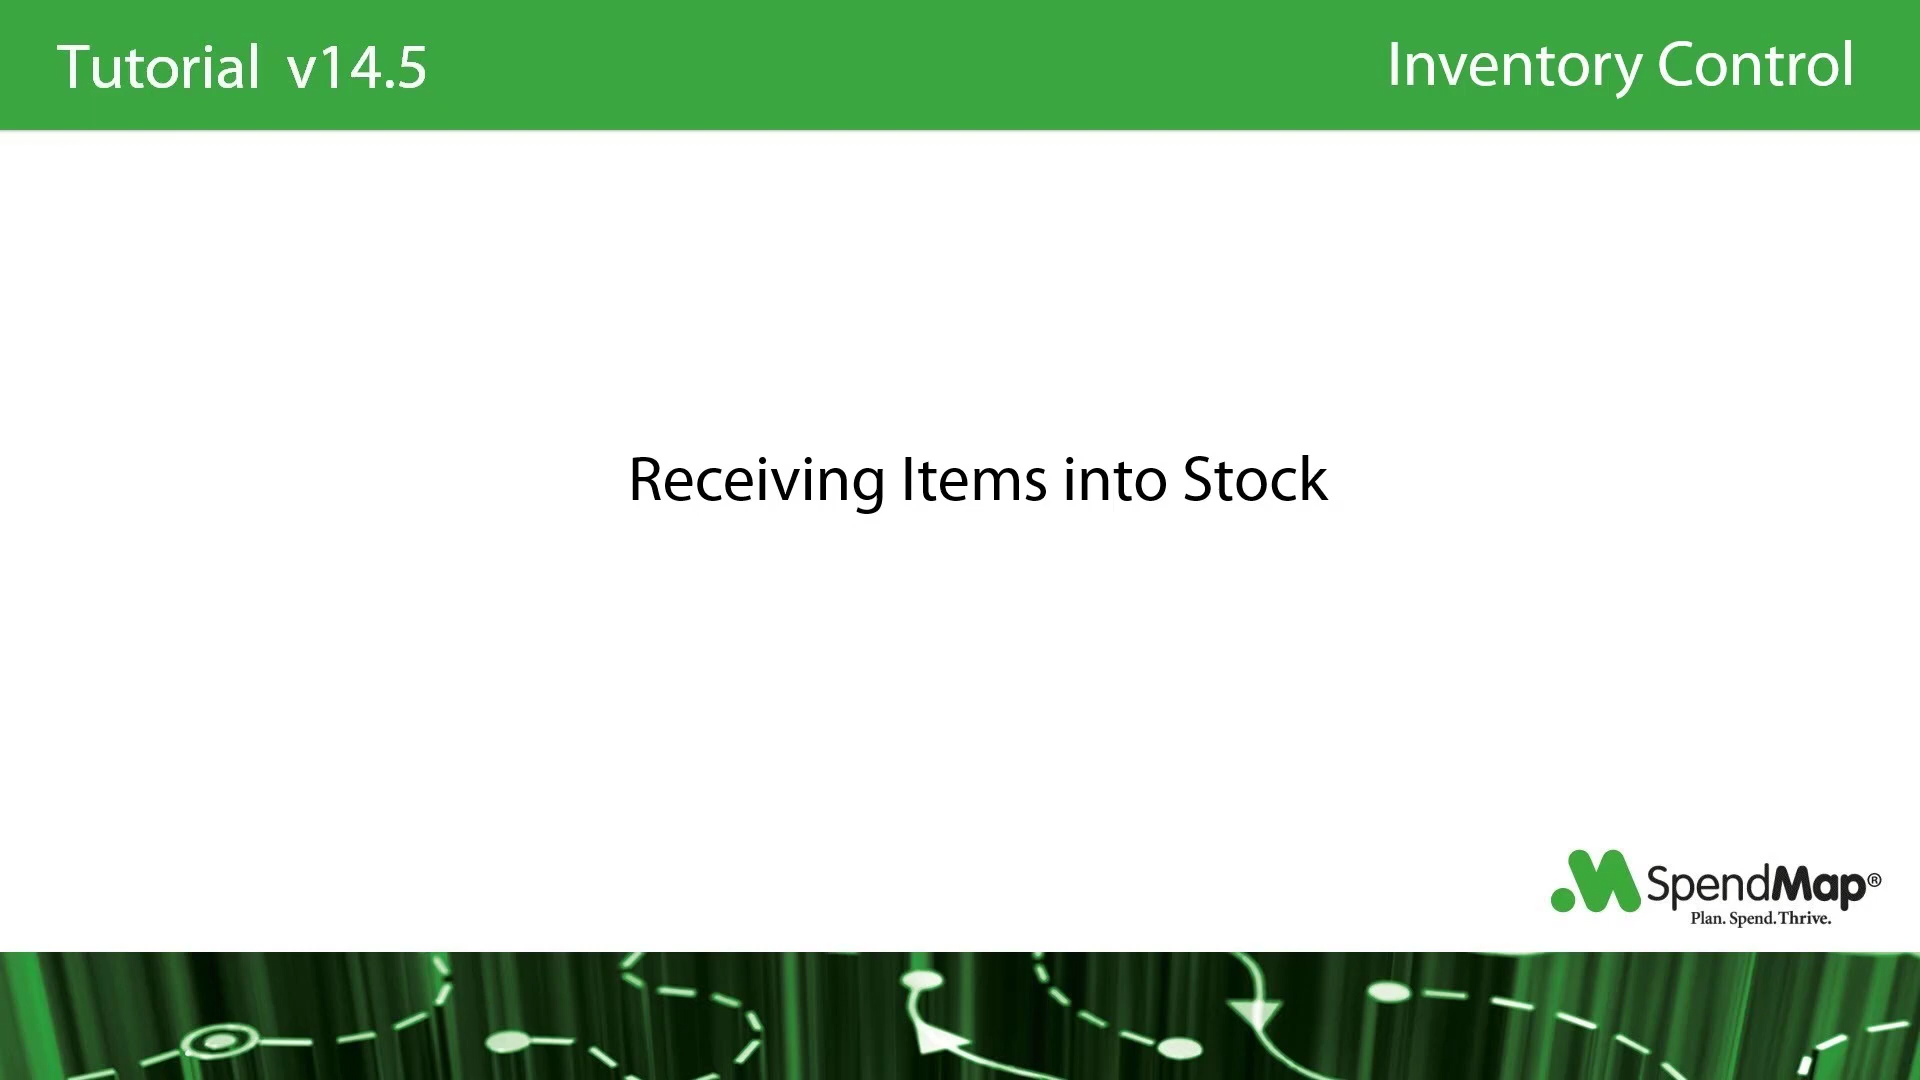 Tutorial  v14.5
Inventory Control
Receiving Items into Stock
SpendMap®
Plan. Spend. Thrive.